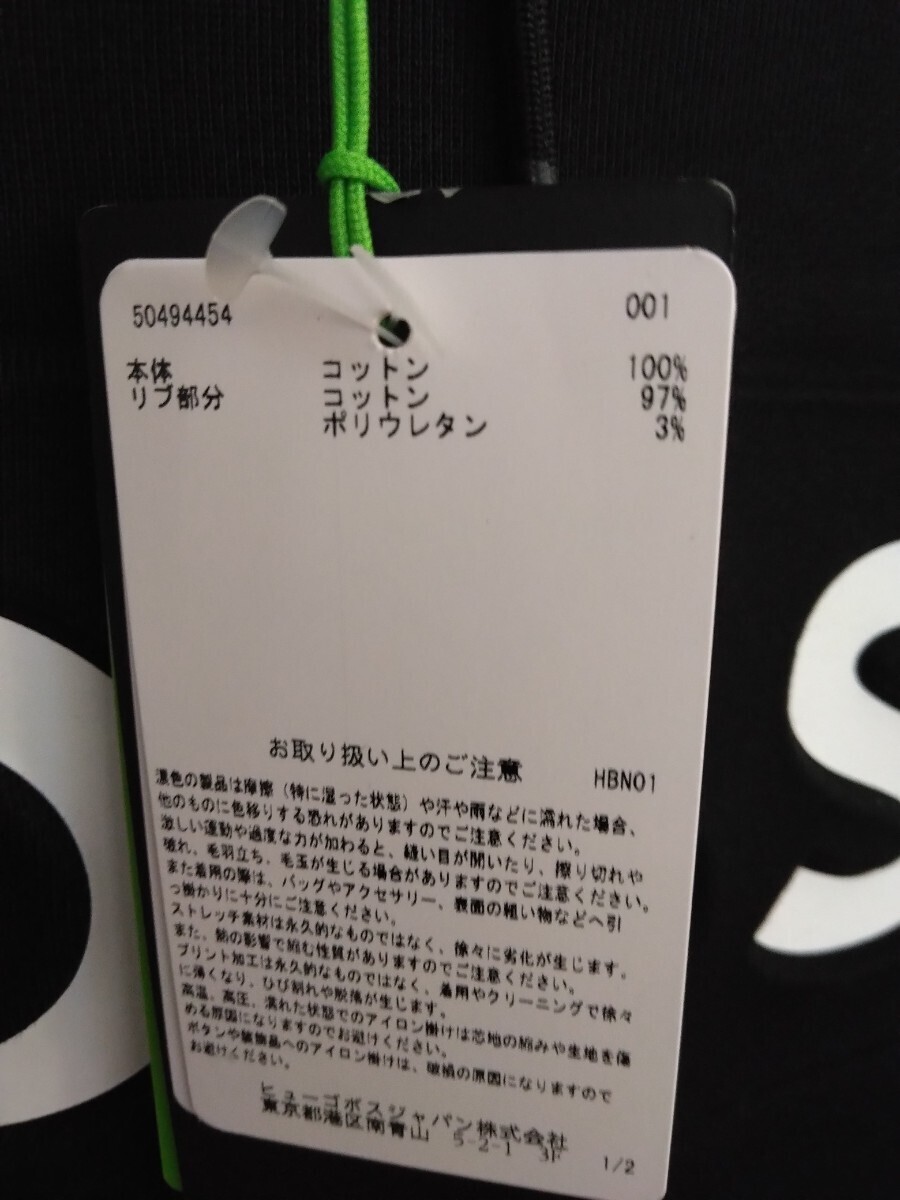 50494454 001
本体 コットン 100%
リブ部分 コットン 97%
ポリウレタン 3%
お取り扱い上のご注意 HBN01
濃色の製品は摩擦（特に湿った状態）や汗や雨などに濡れた場合、
他のものに色移りする恐れがありますのでご注意ください。
激しい運動や過度な力が加わると、縫い目が開いたり、擦り切れや
破れ、毛羽立ち、毛玉が生じる場合がありますのでご注意ください。
また着用の際は、バッグやアクセサリー、表面の粗い物などへ引
っ掛かりに十分にご注意ください。
ストレッチ素材は永久的なものではなく、徐々に劣化が生じます。
また、熱の影響で縮む性質がありますのでご注意ください。
プリント加工は永久的なものではなく、着用やクリーニングで徐々
に薄くなり、ひび割れや脱落が生じます。
高温、高圧、濡れた状態でのアイロン掛けは芯地の縮みや生地を傷
める原因になりますのでお避けください。
ボタンや装飾品へのアイロン掛けは、破損の原因になりますので
お避けください。
ヒューゴボスジャパン株式会社
東京都港区南青山 5-2-1 3F 1/2
S